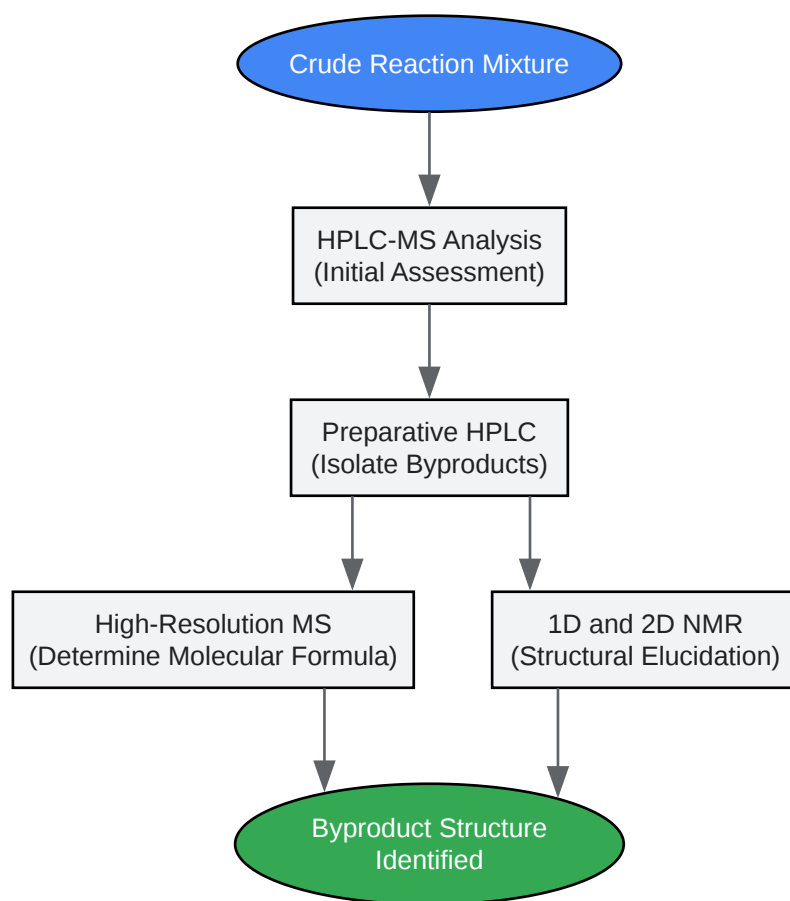 Crude Reaction Mixture
HPLC-MS Analysis
(Initial Assessment)
Preparative HPLC
(Isolate Byproducts)
High-Resolution MS
(Determine Molecular Formula)
1D and 2D NMR
(Structural Elucidation)
Byproduct Structure
Identified